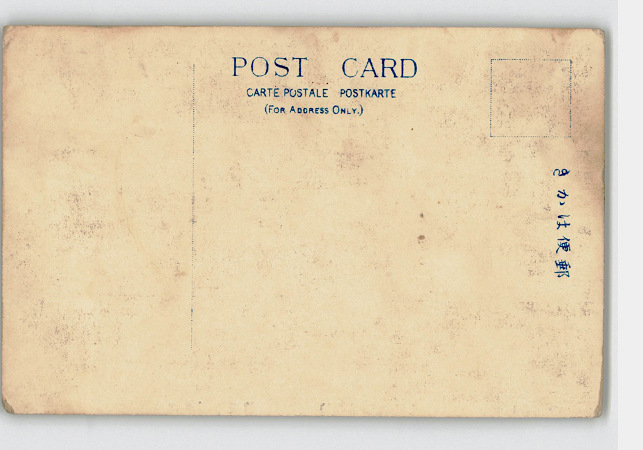 POST CARD
CARTE POSTALE POSTKARTE
(FOR ADDRESS ONLY.)
きかは便郵